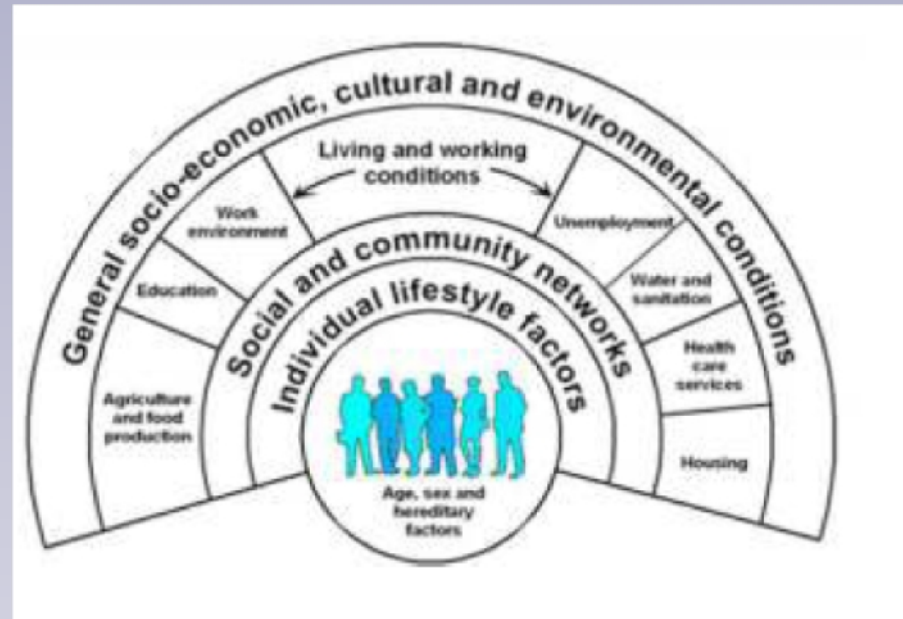 General socio-economic, cultural and environmental conditions
Living and working
conditions
Work
environment
Unemployment
Education
Water and
sanitation
Agriculture
and food
production
Health
care
services
Housing
Social and community networks
Individual lifestyle factors
Age, sex and
hereditary
factors